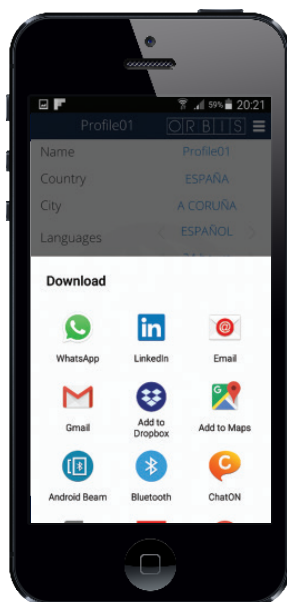 59% 20:21
Profile01 ORBIS
Name Profile01
Country ESPAÑA
City A CORUÑA
Languages ESPAÑOL
Download
WhatsApp LinkedIn Email
Gmail Add to Dropbox Add to Maps
Android Beam Bluetooth ChatON